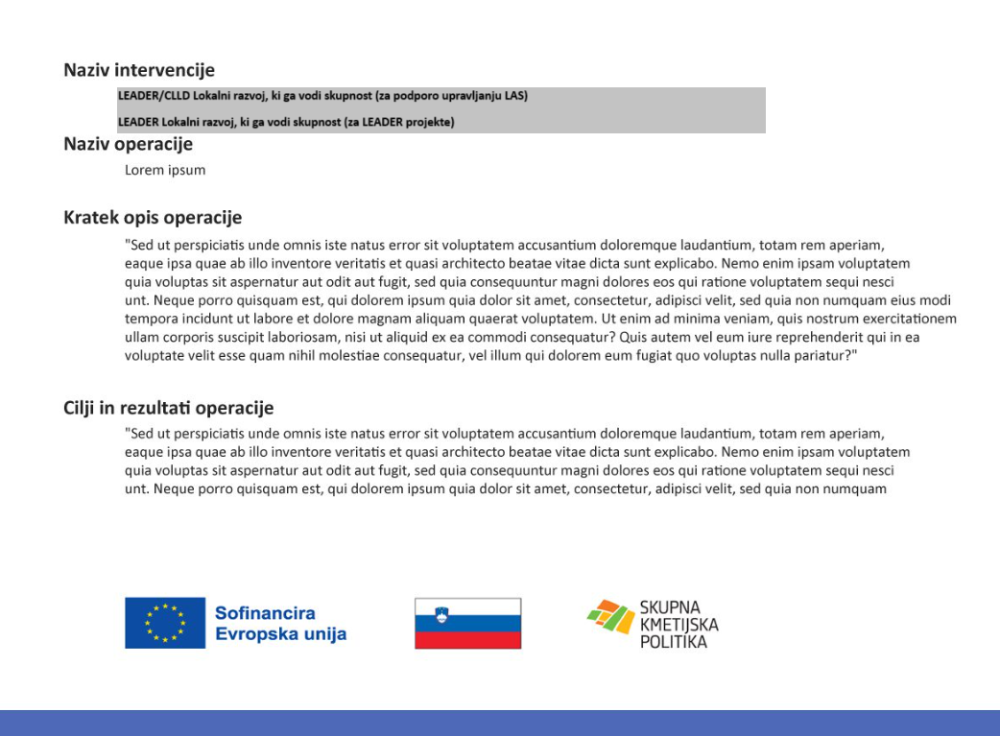 Naziv intervencije
LEADER/CLLD Lokalni razvoj, ki ga vodi skupnost (za podporo upravljanju LAS)
LEADER Lokalni razvoj, ki ga vodi skupnost (za LEADER projekte)
Naziv operacije
Lorem ipsum
Kratek opis operacije
"Sed ut perspiciatis unde omnis iste natus error sit voluptatem accusantium doloremque laudantium, totam rem aperiam,
eaque ipsa quae ab illo inventore veritatis et quasi architecto beatae vitae dicta sunt explicabo. Nemo enim ipsam voluptatem
quia voluptas sit aspernatur aut odit aut fugit, sed quia consequuntur magni dolores eos qui ratione voluptatem sequi nesci
unt. Neque porro quisquam est, qui dolorem ipsum quia dolor sit amet, consectetur, adipisci velit, sed quia non numquam eius modi
tempora incidunt ut labore et dolore magnam aliquam quaerat voluptatem. Ut enim ad minima veniam, quis nostrum exercitationem
ullam corporis suscipit laboriosam, nisi ut aliquid ex ea commodi consequatur? Quis autem vel eum iure reprehenderit qui in ea
voluptate velit esse quam nihil molestiae consequatur, vel illum qui dolorem eum fugiat quo voluptas nulla pariatur?"
Cilji in rezultati operacije
"Sed ut perspiciatis unde omnis iste natus error sit voluptatem accusantium doloremque laudantium, totam rem aperiam,
eaque ipsa quae ab illo inventore veritatis et quasi architecto beatae vitae dicta sunt explicabo. Nemo enim ipsam voluptatem
quia voluptas sit aspernatur aut odit aut fugit, sed quia consequuntur magni dolores eos qui ratione voluptatem sequi nesci
unt. Neque porro quisquam est, qui dolorem ipsum quia dolor sit amet, consectetur, adipisci velit, sed quia non numquam
Sofinancira
Evropska unija
SKUPNA
KMETIJSKA
POLITIKA